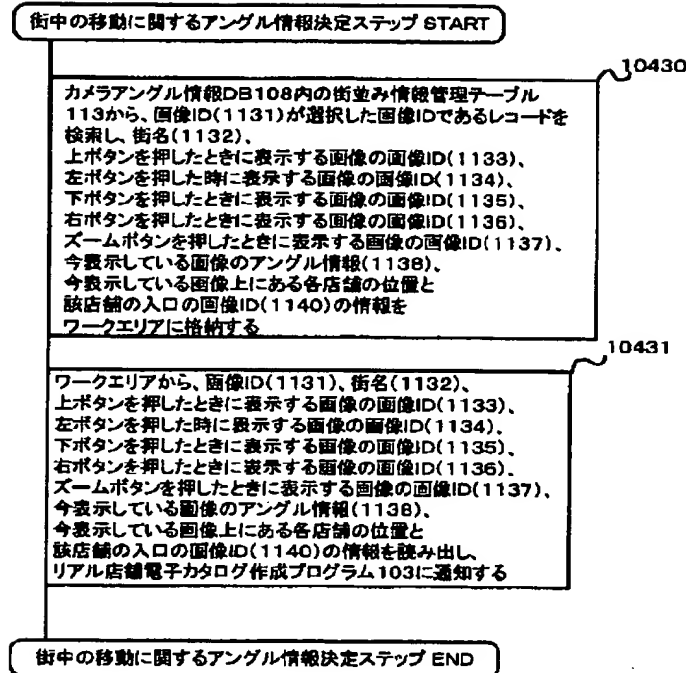 街中の移動に関するアングル情報決定ステップ START
10430
カメラアングル情報DB108内の街並み情報管理テーブル
113から、画像ID(1131)が選択した画像IDであるレコードを
検索し、街名(1132)、
上ボタンを押したときに表示する画像の画像ID(1133)、
左ボタンを押した時に表示する画像の画像ID(1134)、
下ボタンを押したときに表示する画像の画像ID(1135)、
右ボタンを押したときに表示する画像の画像ID(1136)、
ズームボタンを押したときに表示する画像の画像ID(1137)、
今表示している画像のアングル情報(1138)、
今表示している画像上にある各店舗の位置と
該店舗の入口の画像ID(1140)の情報を
ワークエリアに格納する
10431
ワークエリアから、画像ID(1131)、街名(1132)、
上ボタンを押したときに表示する画像の画像ID(1133)、
左ボタンを押した時に表示する画像の画像ID(1134)、
下ボタンを押したときに表示する画像の画像ID(1135)、
右ボタンを押したときに表示する画像の画像ID(1136)、
ズームボタンを押したときに表示する画像の画像ID(1137)、
今表示している画像のアングル情報(1138)、
今表示している画像上にある各店舗の位置と
該店舗の入口の画像ID(1140)の情報を読み出し、
リアル店舗電子カタログ作成プログラム103に通知する
街中の移動に関するアングル情報決定ステップ END